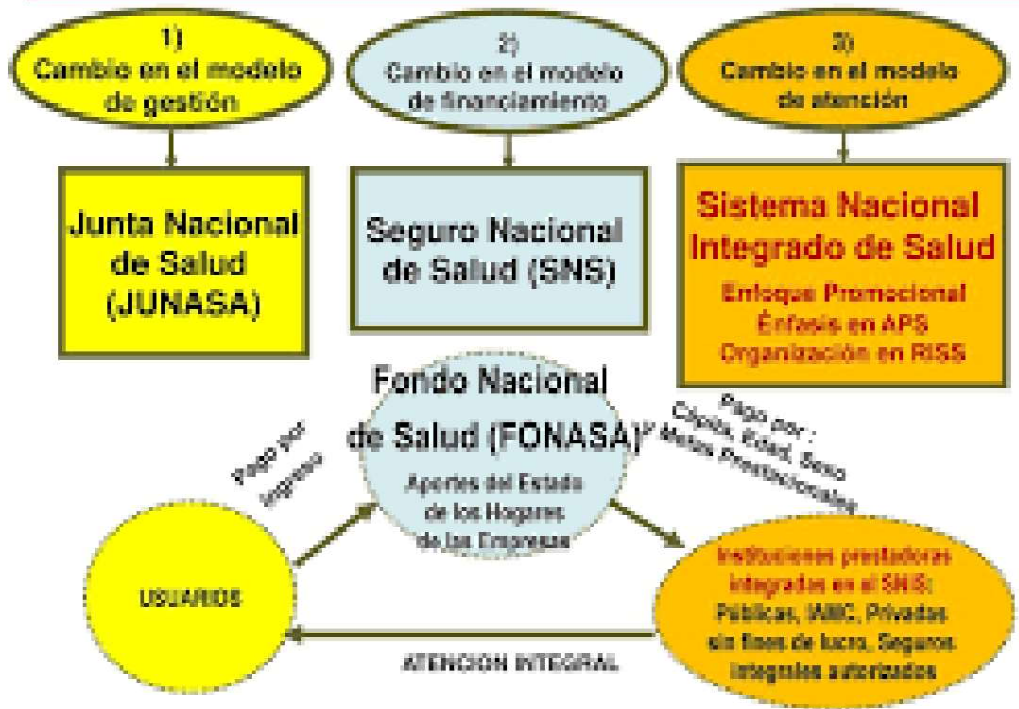 1)
Cambio en el modelo
de gestión
2)
Cambio en el modelo
de financiamiento
3)
Cambio en el modelo
de atención
Junta Nacional
de Salud
(JUNASA)
Seguro Nacional
de Salud (SNS)
Sistema Nacional
Integrado de Salud
Enfoque Promocional
Énfasis en APS
Organización en RISS
Fondo Nacional
de Salud (FONASA)
Aportes del Estado
de los Hogares
de las Empresas
Pago por
Ingreso
Pago por :
Cápita, Edad, Sexo
y Metas Prestacionales
USUARIOS
Instituciones prestadoras
integradas en el SNIS:
Públicas, IAMC, Privadas
sin fines de lucro, Seguros
integrales autorizados
ATENCION INTEGRAL